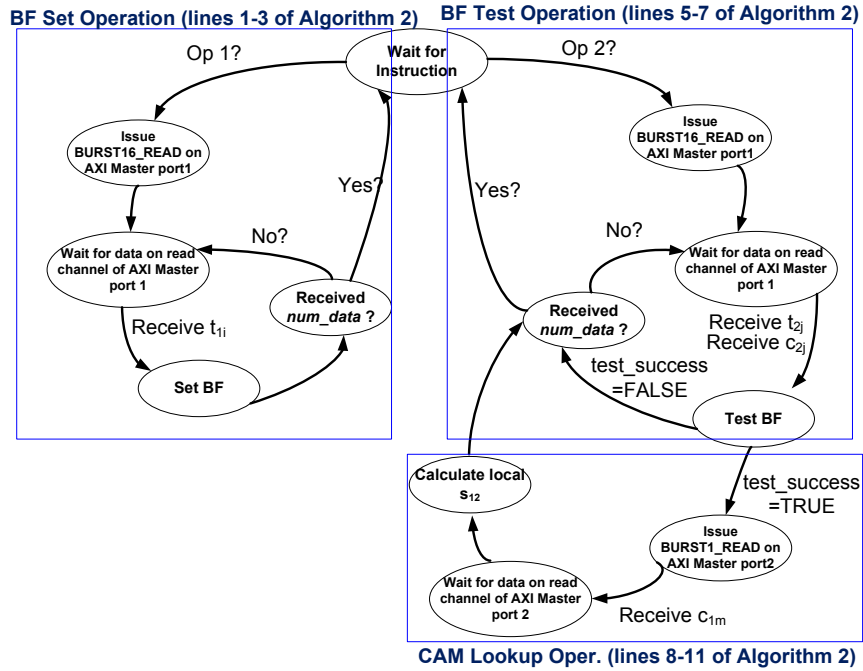 BF Set Operation (lines 1-3 of Algorithm 2)
BF Test Operation (lines 5-7 of Algorithm 2)
Op 1?
Wait for
Instruction
Op 2?
Issue
BURST16_READ on
AXI Master port1
Issue
BURST16_READ on
AXI Master port1
Yes?
Yes?
Wait for data on read
channel of AXI Master
port 1
No?
No?
Wait for data on read
channel of AXI Master
port 1
Received
num_data ?
Received
num_data ?
Receive t1i
Receive t2j
Receive c2j
Set BF
test_success
=FALSE
Test BF
Calculate local
s12
test_success
=TRUE
Issue
BURST1_READ on
AXI Master port2
Wait for data on read
channel of AXI Master
port 2
Receive c1m
CAM Lookup Oper. (lines 8-11 of Algorithm 2)